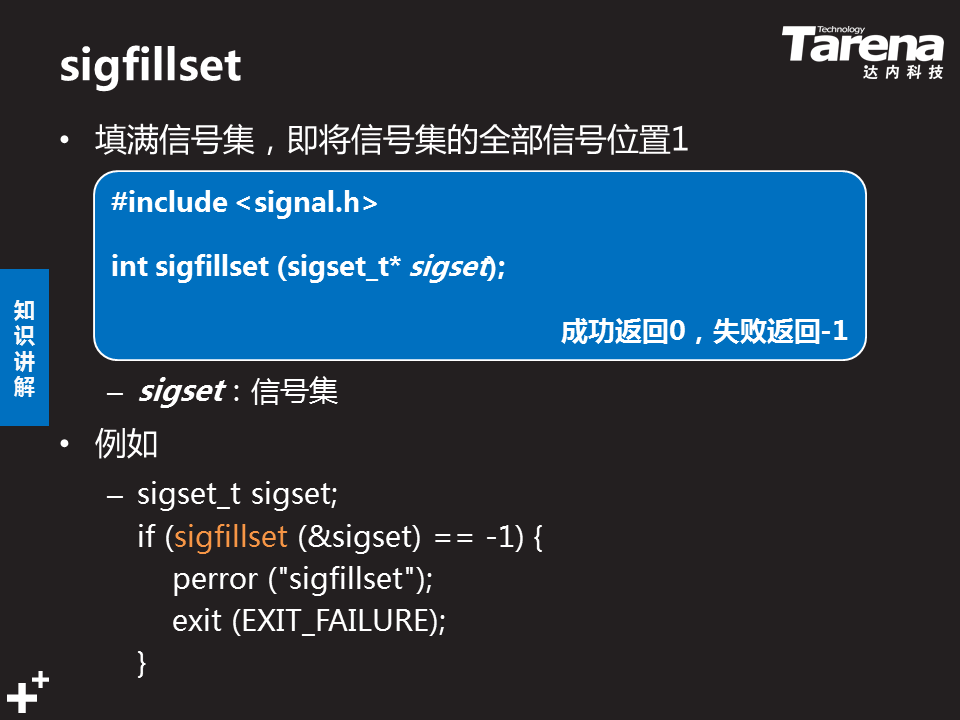 sigfillset
Technology
Tarena
达内科技
• 填满信号集，即将信号集的全部信号位置1
#include <signal.h>
int sigfillset (sigset_t* sigset);
成功返回0，失败返回-1
知识讲解
– sigset：信号集
• 例如
– sigset_t sigset;
if (sigfillset (&sigset) == -1) {
perror ("sigfillset");
exit (EXIT_FAILURE);
}